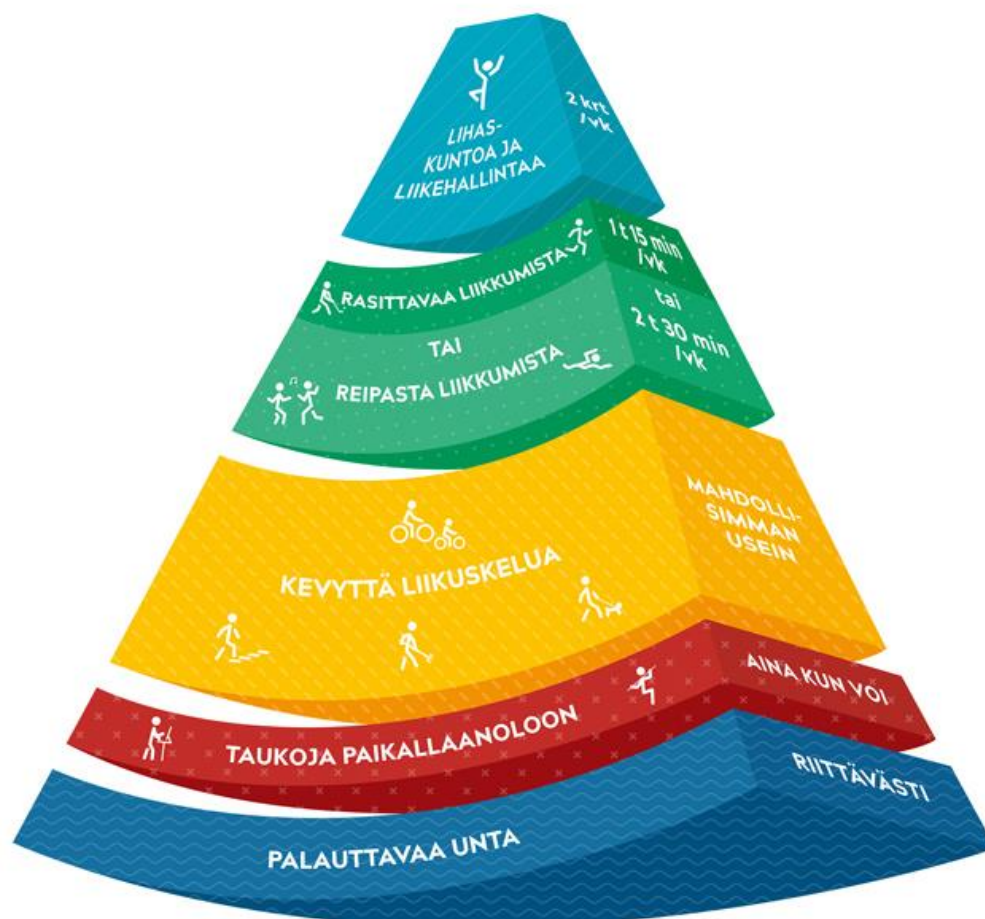 LIHAS-
KUNTOA JA
LIIKEHALLINTAA
2 krt
/vk
RASITTAVAA LIIKKUMISTA
1 t 15 min
/vk
TAI
REIPASTA LIIKKUMISTA
tai
2 t 30 min
/vk
KEVYTTÄ LIIKUSKELUA
MAHDOLLI-
SIMMAN
USEIN
TAUKOJA PAIKALLAANOLOON
AINA KUN VOI
PALAUTTAVAA UNTA
RIITTÄVÄSTI